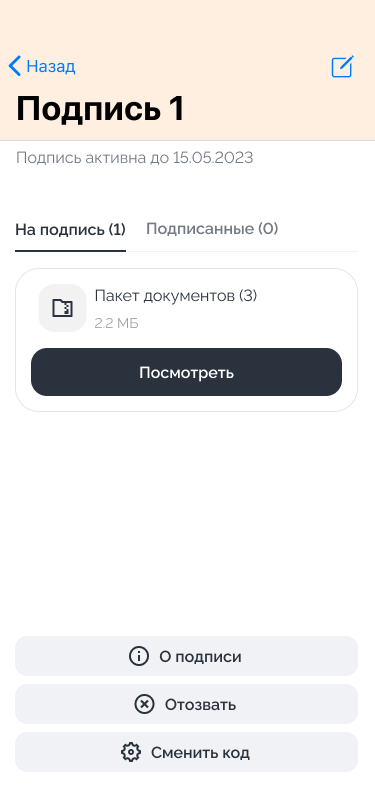 Назад
Подпись 1
Подпись активна до 15.05.2023
На подпись (1) Подписанные (0)
Пакет документов (3)
2.2 МБ
Посмотреть
О подписи
Отозвать
Сменить код